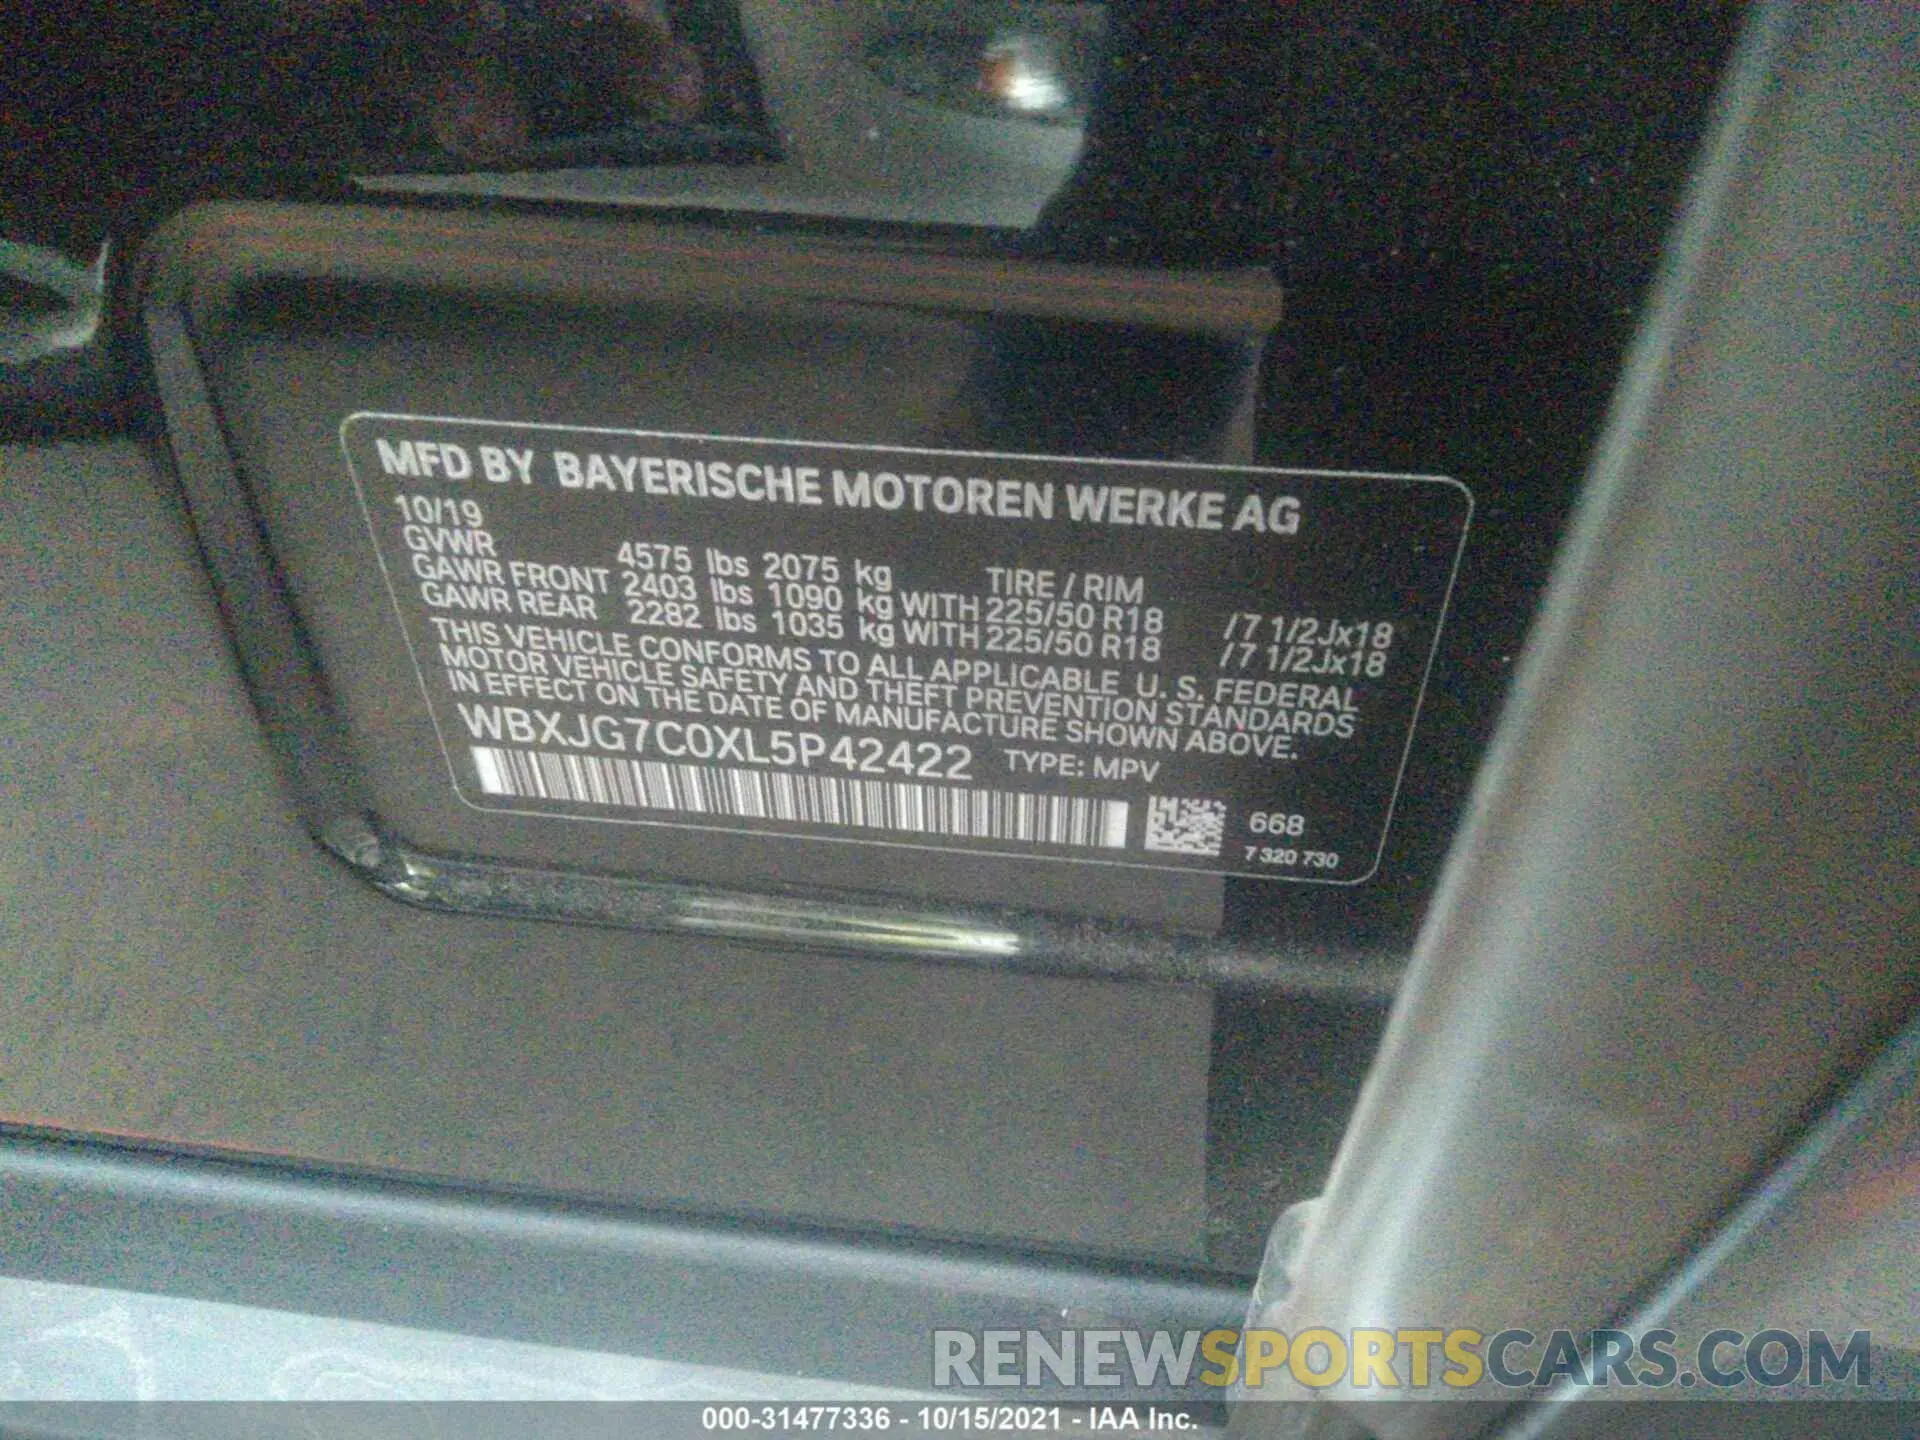 MFD BY BAYERISCHE MOTOREN WERKE AG
10/19
GVWR 4575 lbs 2075 kg TIRE / RIM
GAWR FRONT 2403 lbs 1090 kg WITH 225/50 R18 / 7 1/2Jx18
GAWR REAR 2282 lbs 1035 kg WITH 225/50 R18 / 7 1/2Jx18
THIS VEHICLE CONFORMS TO ALL APPLICABLE U. S. FEDERAL
MOTOR VEHICLE SAFETY AND THEFT PREVENTION STANDARDS
IN EFFECT ON THE DATE OF MANUFACTURE SHOWN ABOVE.
WBXJG7C0XL5P42422 TYPE: MPV
668
7 320 730
RENEWSPORTSCARS.COM
000-31477336 - 10/15/2021 - IAA Inc.